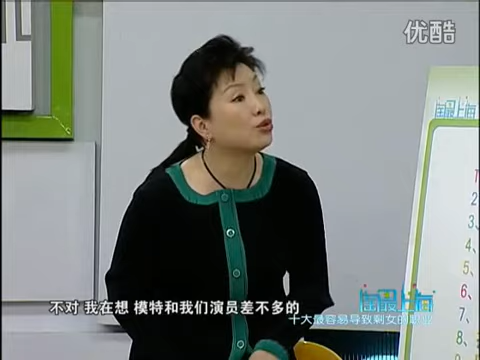 优酷
淘最上海
1
2、
3、
4、
5、
6、
7、
8、
不对 我在想 模特和我们演员差不多的
淘最上海
十大最容易导致剩女的职业